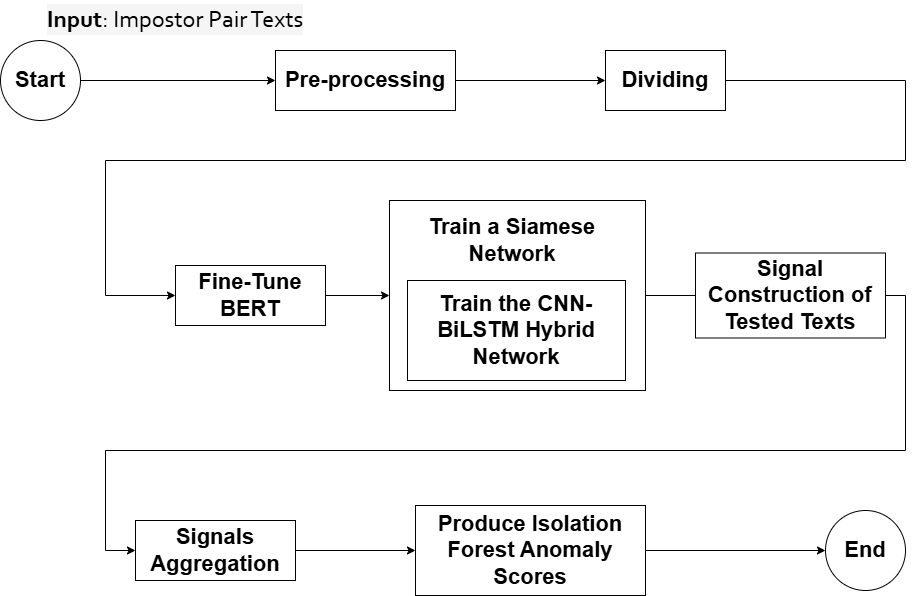 Input: Impostor Pair Texts
Start
Pre-processing
Dividing
Fine-Tune
BERT
Train a Siamese
Network
Train the CNN-
BiLSTM Hybrid
Network
Signal
Construction of
Tested Texts
Signals
Aggregation
Produce Isolation
Forest Anomaly
Scores
End